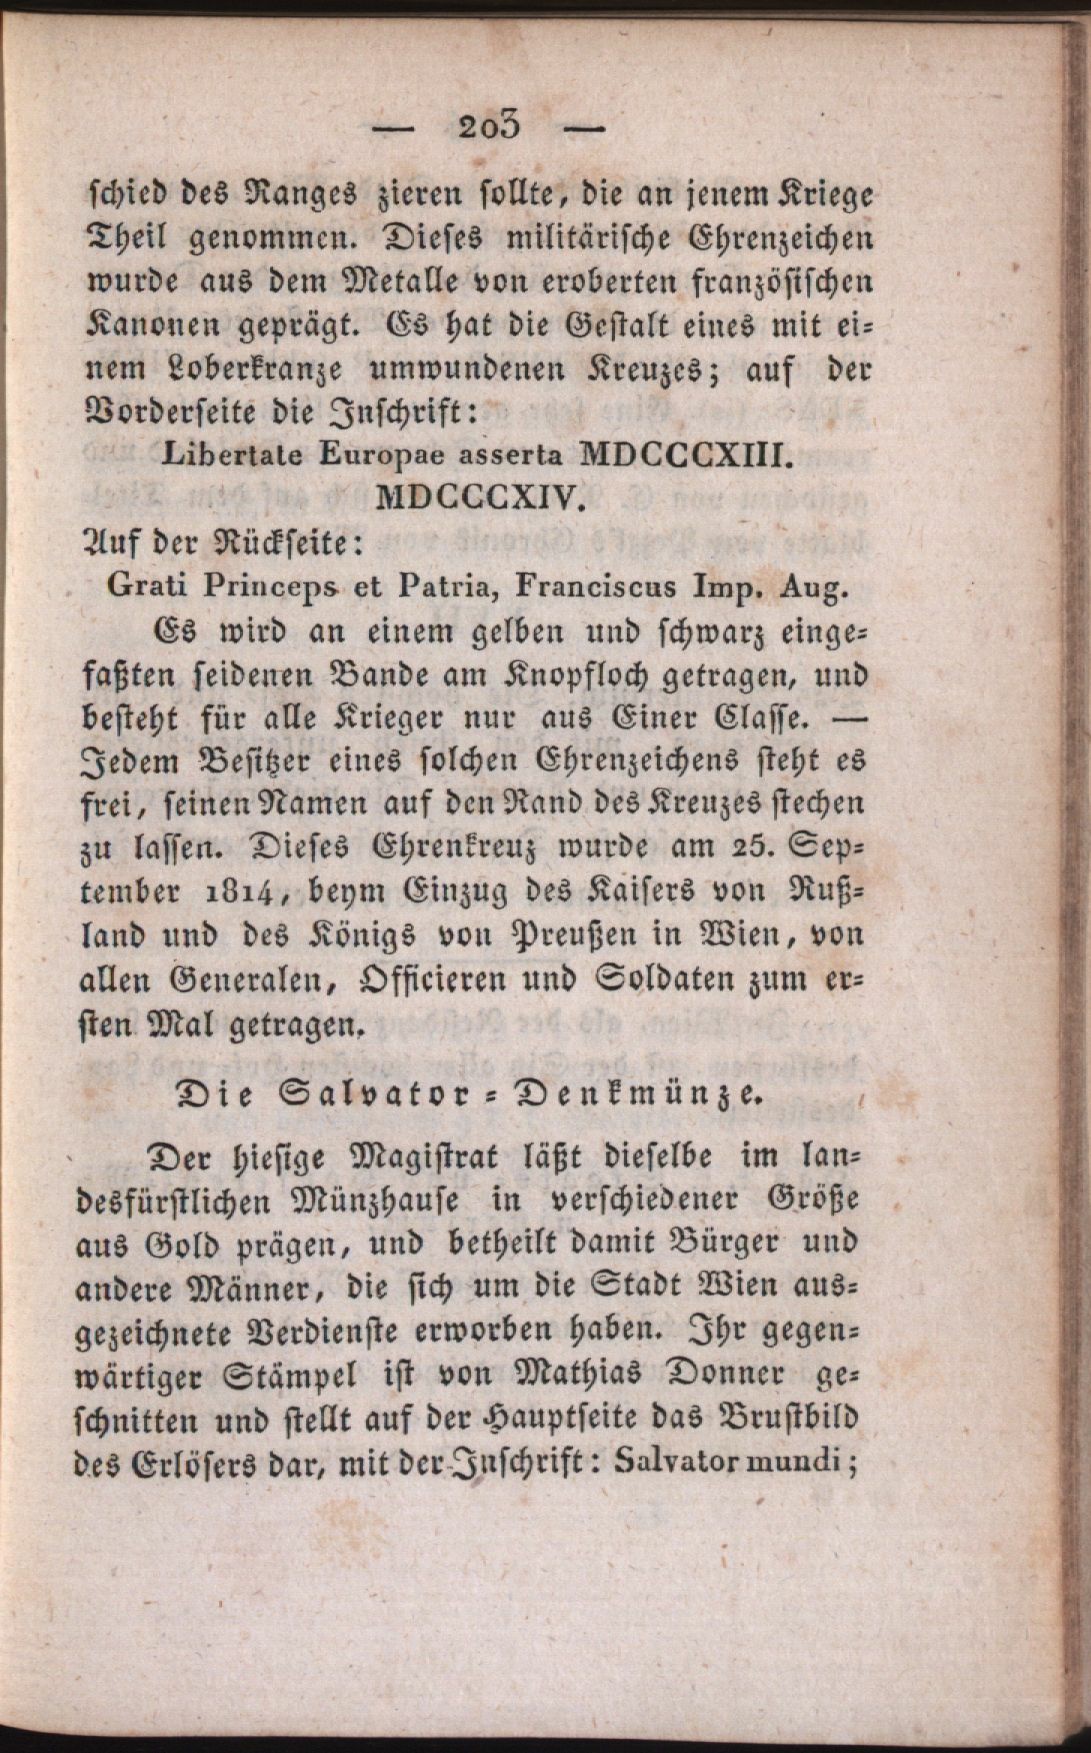 — 203 —
schied des Ranges zieren sollte, die an jenem Kriege
Theil genommen. Dieses militärische Ehrenzeichen
wurde aus dem Metalle von eroberten französischen
Kanonen geprägt. Es hat die Gestalt eines mit ei-
nem Loberkranze umwundenen Kreuzes; auf der
Vorderseite die Inschrift:
Libertate Europae asserta MDCCCXIII.
MDCCCXIV.
Auf der Rückseite:
Grati Princeps et Patria, Franciscus Imp. Aug.
Es wird an einem gelben und schwarz einge-
faßten seidenen Bande am Knopfloch getragen, und
besteht für alle Krieger nur aus Einer Classe. —
Jedem Besitzer eines solchen Ehrenzeichens steht es
frei, seinen Namen auf den Rand des Kreuzes stechen
zu lassen. Dieses Ehrenkreuz wurde am 25. Sep-
tember 1814, beym Einzug des Kaisers von Ruß-
land und des Königs von Preußen in Wien, von
allen Generalen, Officieren und Soldaten zum er-
sten Mal getragen.
Die Salvator-Denkmünze.
Der hiesige Magistrat läßt dieselbe im lan-
desfürstlichen Münzhause in verschiedener Größe
aus Gold prägen, und betheilt damit Bürger und
andere Männer, die sich um die Stadt Wien aus-
gezeichnete Verdienste erworben haben. Ihr gegen-
wärtiger Stämpel ist von Mathias Donner ge-
schnitten und stellt auf der Hauptseite das Brustbild
des Erlösers dar, mit der Inschrift: Salvator mundi;